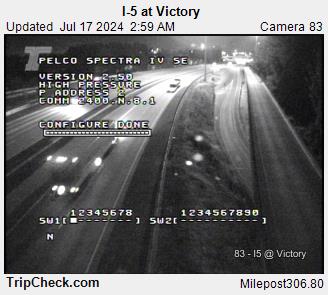 I-5 at Victory
Updated Jul 17 2024 2:59 AM Camera 83
PELCO SPECTRA IV SE
VERSION 2.50
HIGH PRESSURE
P ADDRESS 2
COMM 2400.N.8.1
CONFIGURE DONE
12345678 1234567890
SW1[■-------] SW2[----------]
N
83 - I5 @ Victory
TripCheck.com Milepost306.80